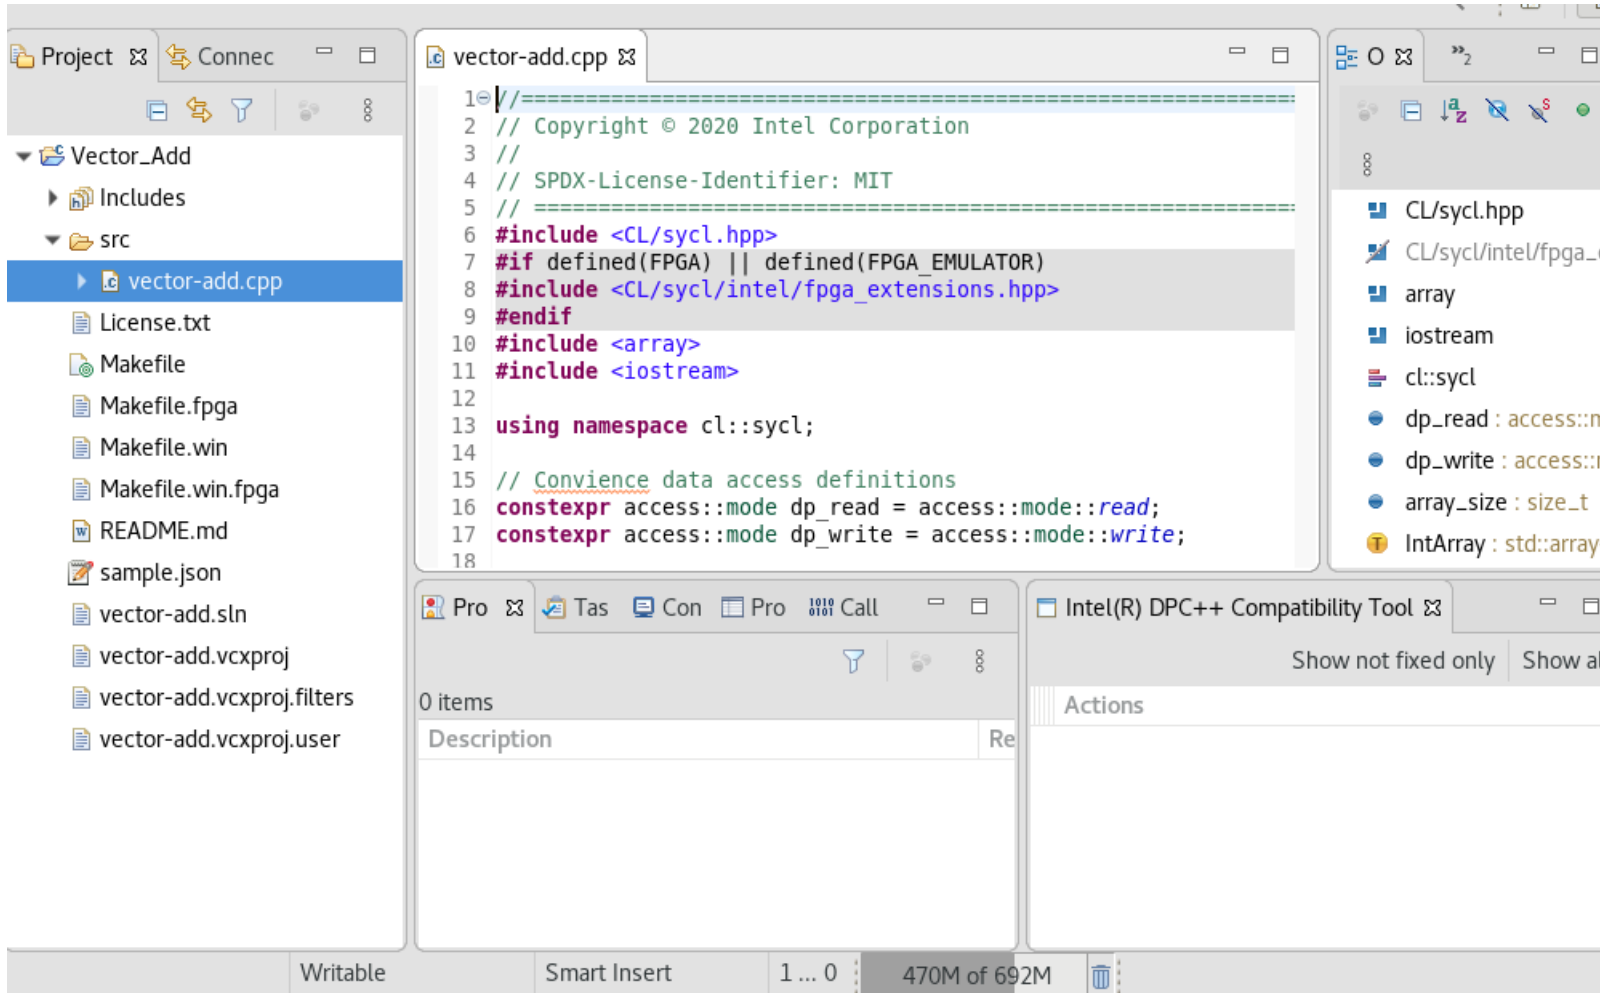 Project
Connec
Vector_Add
Includes
src
vector-add.cpp
License.txt
Makefile
Makefile.fpga
Makefile.win
Makefile.win.fpga
README.md
sample.json
vector-add.sln
vector-add.vcxproj
vector-add.vcxproj.filters
vector-add.vcxproj.user
vector-add.cpp
1 //=============================================================
2 // Copyright © 2020 Intel Corporation
3 //
4 // SPDX-License-Identifier: MIT
5 // ============================================================
6 #include <CL/sycl.hpp>
7 #if defined(FPGA) || defined(FPGA_EMULATOR)
8 #include <CL/sycl/intel/fpga_extensions.hpp>
9 #endif
10 #include <array>
11 #include <iostream>
12
13 using namespace cl::sycl;
14
15 // Convience data access definitions
16 constexpr access::mode dp_read = access::mode::read;
17 constexpr access::mode dp_write = access::mode::write;
18
O
»2
CL/sycl.hpp
CL/sycl/intel/fpga_
array
iostream
cl::sycl
dp_read : access::
dp_write : access::
array_size : size_t
IntArray : std::array
Pro
Tas
Con
Pro
Call
0 items
Description
Re
Intel(R) DPC++ Compatibility Tool
Show not fixed only
Show al
Actions
Writable
Smart Insert
1 ... 0
470M of 692M